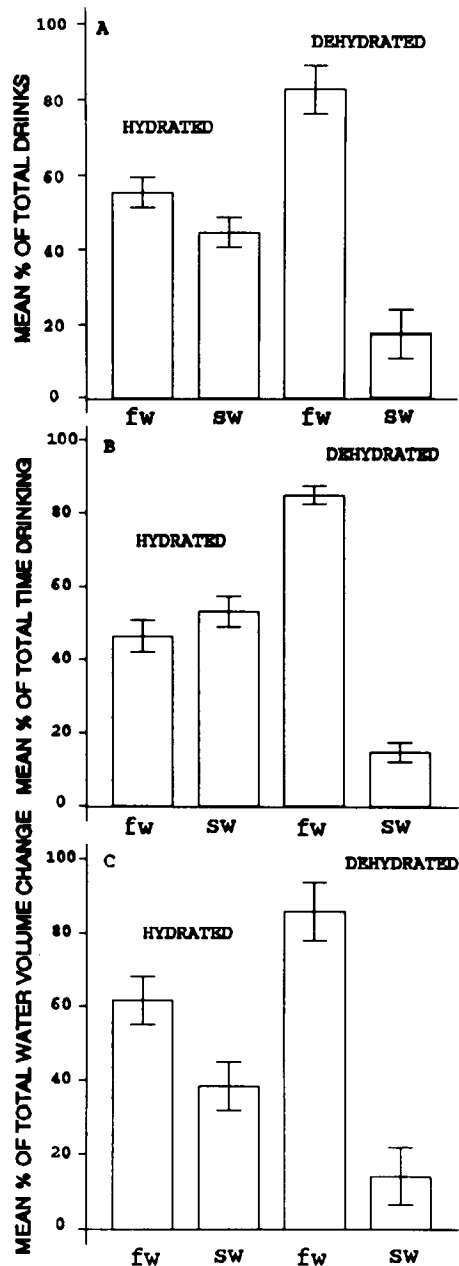 MEAN % OF TOTAL DRINKS
100
80
60
40
20
0
A
HYDRATED
DEHYDRATED
fw sw fw sw
MEAN % OF TOTAL TIME DRINKING
100
80
60
40
20
0
B
HYDRATED
DEHYDRATED
fw sw fw sw
MEAN % OF TOTAL WATER VOLUME CHANGE
100
80
60
40
20
0
C
HYDRATED
DEHYDRATED
fw sw fw sw